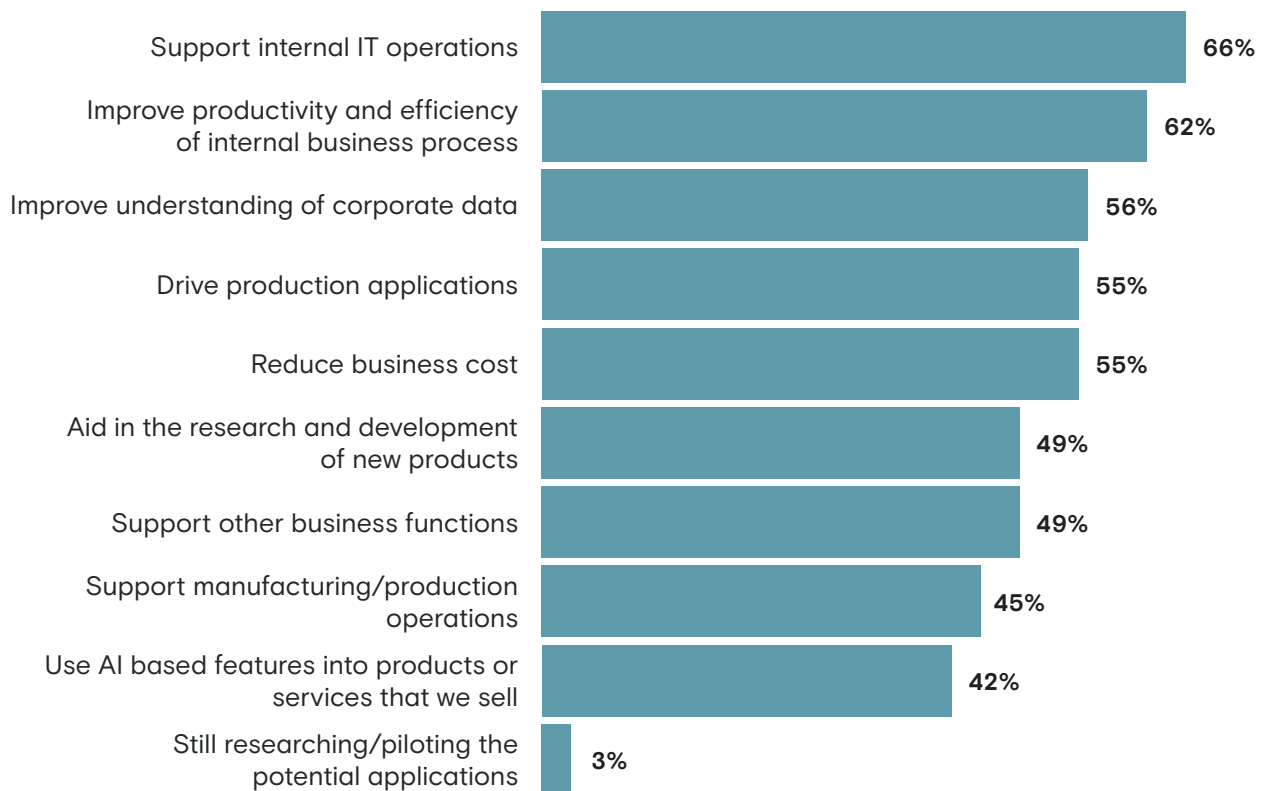 Support internal IT operations
66%
Improve productivity and efficiency
of internal business process
62%
Improve understanding of corporate data
56%
Drive production applications
55%
Reduce business cost
55%
Aid in the research and development
of new products
49%
Support other business functions
49%
Support manufacturing/production
operations
45%
Use AI based features into products or
services that we sell
42%
Still researching/piloting the
potential applications
3%